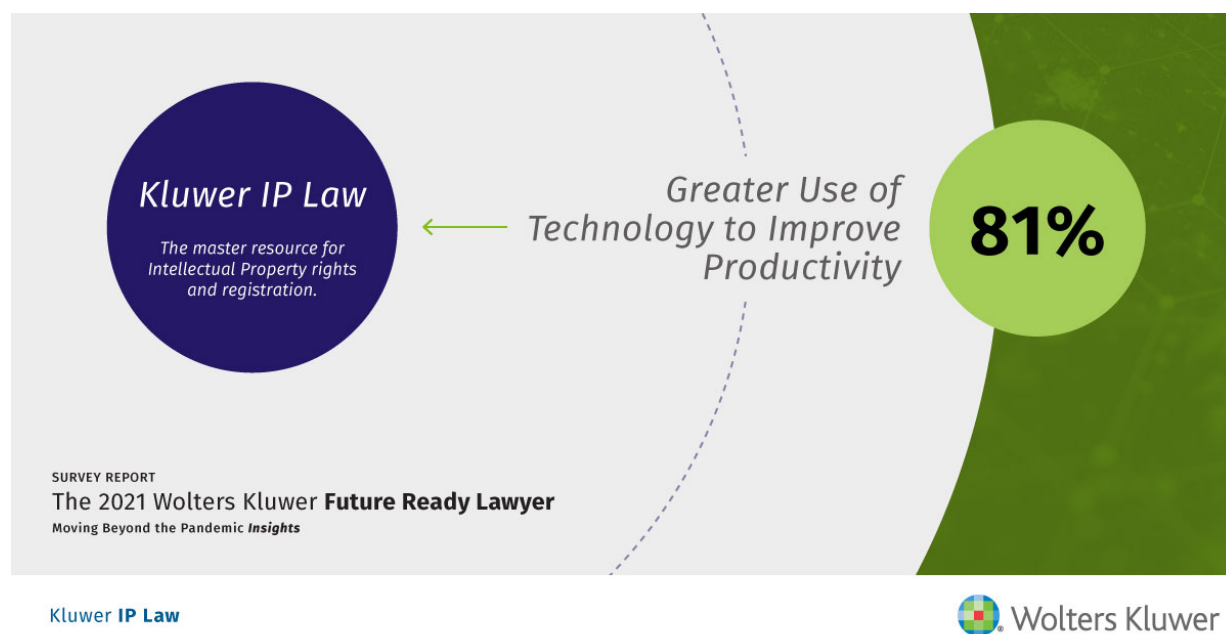 Kluwer IP Law
The master resource for
Intellectual Property rights
and registration.
Greater Use of
Technology to Improve
Productivity
81%
SURVEY REPORT
The 2021 Wolters Kluwer Future Ready Lawyer
Moving Beyond the Pandemic Insights
Kluwer IP Law
Wolters Kluwer